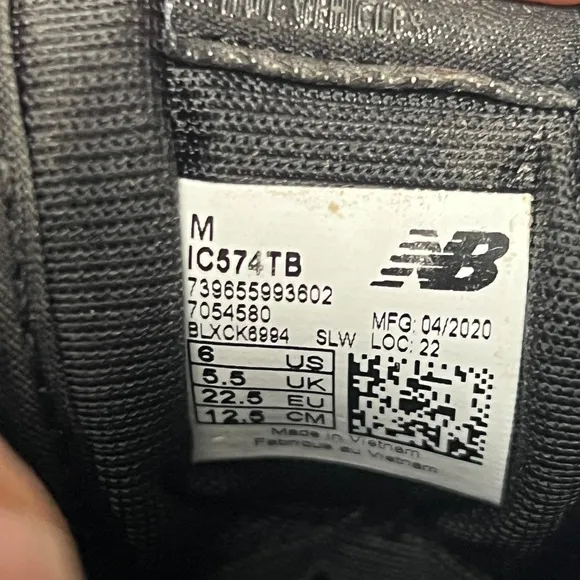 M
IC574TB
NB
739655993602
7054580
MFG: 04/2020
BLXCK6994 SLW LOC: 22
6 US
5.5 UK
22.5 EU
12.5 CM
Made in Vietnam
Fabriqué au Vietnam